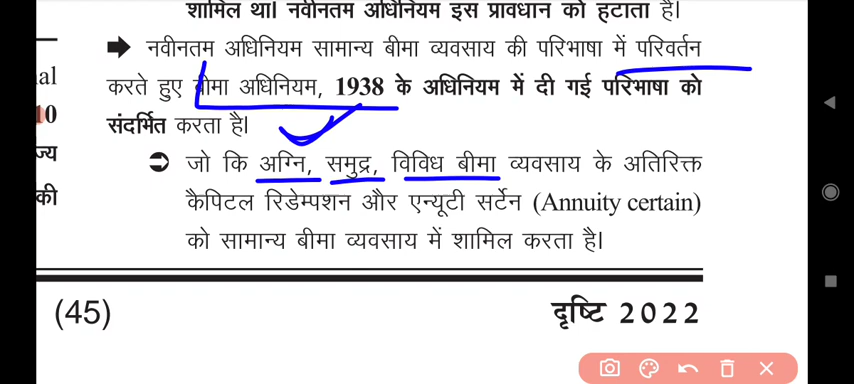 शामिल था। नवीनतम अधिनियम इस प्रावधान को हटाता है।
➡ नवीनतम अधिनियम सामान्य बीमा व्यवसाय की परिभाषा में परिवर्तन
al
करते हुए बीमा अधिनियम, 1938 के अधिनियम में दी गई परिभाषा को
10
संदर्भित करता है।
ज्य
➲ जो कि अग्नि, समुद्र, विविध बीमा व्यवसाय के अतिरिक्त
की
कैपिटल रिडेम्पशन और एन्यूटी सर्टेन (Annuity certain)
को सामान्य बीमा व्यवसाय में शामिल करता है।
(45)
दृष्टि 2022